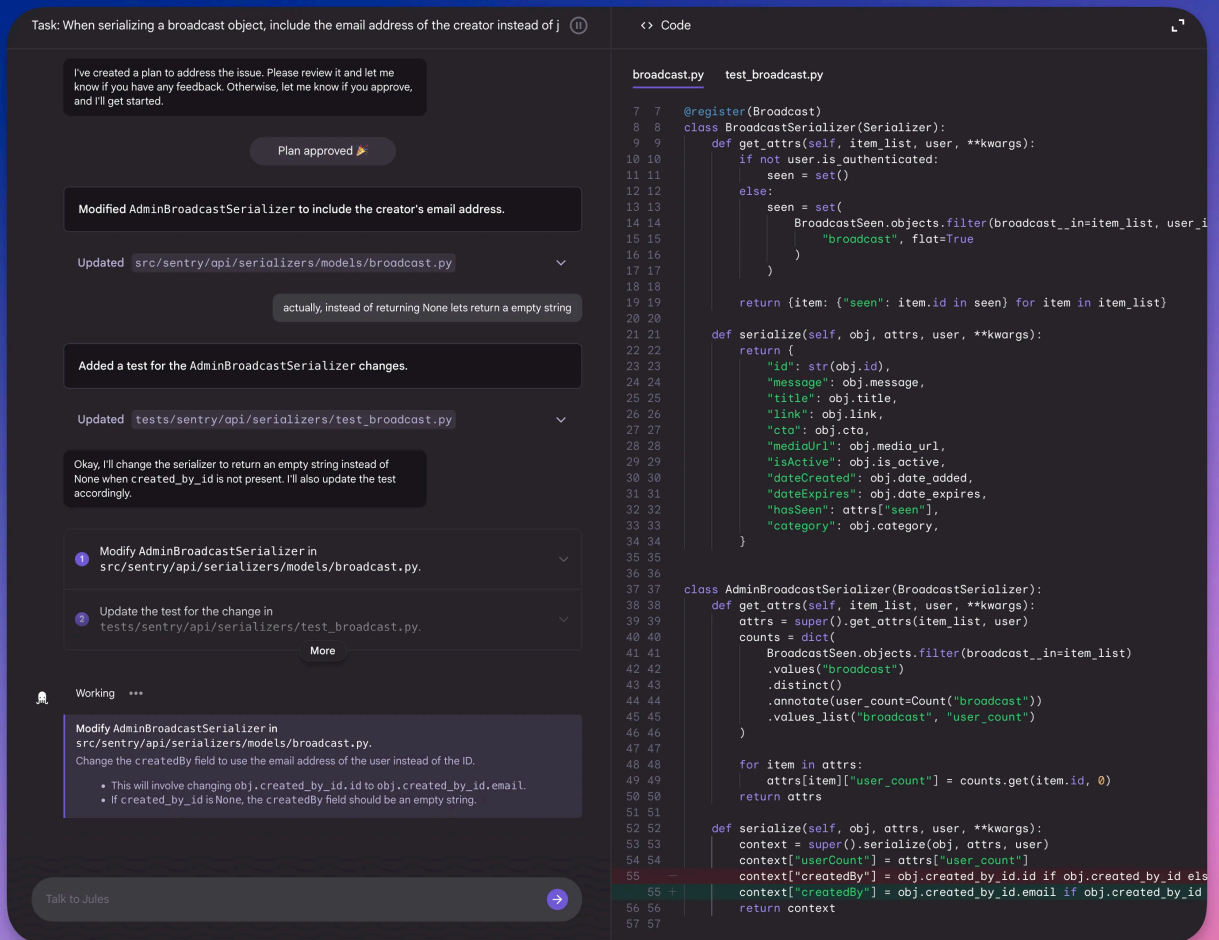 Task: When serializing a broadcast object, include the email address of the creator instead of j
I've created a plan to address the issue. Please review it and let me
know if you have any feedback. Otherwise, let me know if you approve,
and I'll get started.
Plan approved 🎉
Modified AdminBroadcastSerializer to include the creator's email address.
Updated src/sentry/api/serializers/models/broadcast.py
actually, instead of returning None lets return a empty string
Added a test for the AdminBroadcastSerializer changes.
Updated tests/sentry/api/serializers/test_broadcast.py
Okay, I'll change the serializer to return an empty string instead of
None when created_by_id is not present. I'll also update the test
accordingly.
1 Modify AdminBroadcastSerializer in
src/sentry/api/serializers/models/broadcast.py.
2 Update the test for the change in
tests/sentry/api/serializers/test_broadcast.py.
More
Working •••
Modify AdminBroadcastSerializer in
src/sentry/api/serializers/models/broadcast.py.
Change the createdBy field to use the email address of the user instead of the ID.
• This will involve changing obj.created_by_id.id to obj.created_by_id.email.
• If created_by_id is None, the createdBy field should be an empty string.
Talk to Jules
<> Code
broadcast.py test_broadcast.py
7 7 @register(Broadcast)
8 8 class BroadcastSerializer(Serializer):
9 9 def get_attrs(self, item_list, user, **kwargs):
10 10 if not user.is_authenticated:
11 11 seen = set()
12 12 else:
13 13 seen = set(
14 14 BroadcastSeen.objects.filter(broadcast__in=item_list, user_i
15 15 "broadcast", flat=True
16 16 )
17 17 )
18 18
19 19 return {item: {"seen": item.id in seen} for item in item_list}
20 20
21 21 def serialize(self, obj, attrs, user, **kwargs):
22 22 return {
23 23 "id": str(obj.id),
24 24 "message": obj.message,
25 25 "title": obj.title,
26 26 "link": obj.link,
27 27 "cta": obj.cta,
28 28 "mediaUrl": obj.media_url,
29 29 "isActive": obj.is_active,
30 30 "dateCreated": obj.date_added,
31 31 "dateExpires": obj.date_expires,
32 32 "hasSeen": attrs["seen"],
33 33 "category": obj.category,
34 34 }
35 35
36 36
37 37 class AdminBroadcastSerializer(BroadcastSerializer):
38 38 def get_attrs(self, item_list, user, **kwargs):
39 39 attrs = super().get_attrs(item_list, user)
40 40 counts = dict(
41 41 BroadcastSeen.objects.filter(broadcast__in=item_list)
42 42 .values("broadcast")
43 43 .distinct()
44 44 .annotate(user_count=Count("broadcast"))
45 45 .values_list("broadcast", "user_count")
46 46 )
47 47
48 48 for item in attrs:
49 49 attrs[item]["user_count"] = counts.get(item.id, 0)
50 50 return attrs
51 51
52 52 def serialize(self, obj, attrs, user, **kwargs):
53 53 context = super().serialize(obj, attrs, user)
54 54 context["userCount"] = attrs["user_count"]
55 − context["createdBy"] = obj.created_by_id.id if obj.created_by_id els
55 + context["createdBy"] = obj.created_by_id.email if obj.created_by_id
56 56 return context
57 57